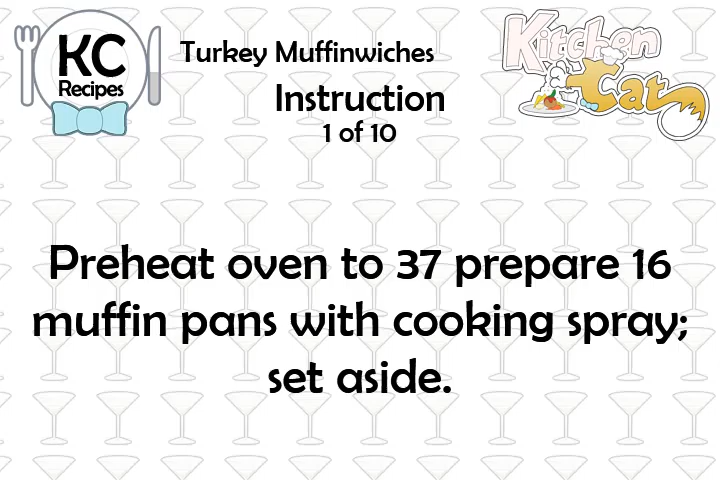 KC
Recipes
Turkey Muffinwiches
Instruction
1 of 10
Kitchen
Cat
Preheat oven to 37 prepare 16
muffin pans with cooking spray;
set aside.